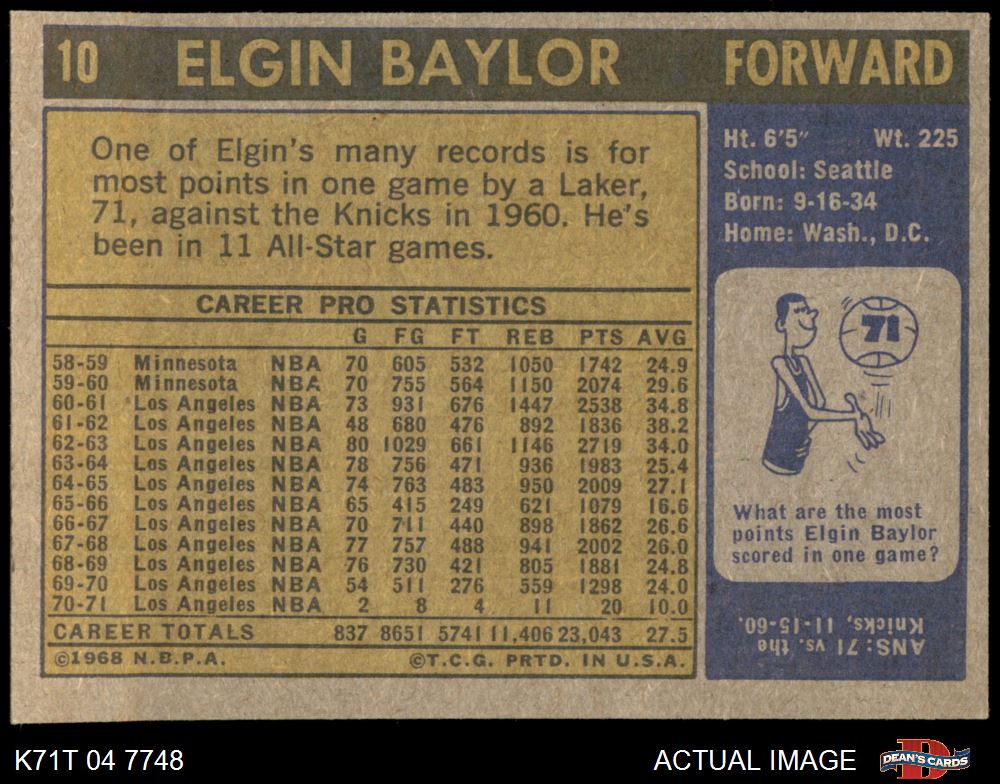 10 ELGIN BAYLOR FORWARD
One of Elgin's many records is for
most points in one game by a Laker,
71, against the Knicks in 1960. He's
been in 11 All-Star games.
CAREER PRO STATISTICS
G FG FT REB PTS AVG
58-59 Minnesota NBA 70 605 532 1050 1742 24.9
59-60 Minnesota NBA 70 755 564 1150 2074 29.6
60-61 Los Angeles NBA 73 931 676 1447 2538 34.8
61-62 Los Angeles NBA 48 680 476 892 1836 38.2
62-63 Los Angeles NBA 80 1029 661 1146 2719 34.0
63-64 Los Angeles NBA 78 756 471 936 1983 25.4
64-65 Los Angeles NBA 74 763 483 950 2009 27.1
65-66 Los Angeles NBA 65 415 249 621 1079 16.6
66-67 Los Angeles NBA 70 711 440 898 1862 26.6
67-68 Los Angeles NBA 77 757 488 941 2002 26.0
68-69 Los Angeles NBA 76 730 421 805 1881 24.8
69-70 Los Angeles NBA 54 511 276 559 1298 24.0
70-71 Los Angeles NBA 2 8 4 11 20 10.0
CAREER TOTALS 837 8651 5741 11,406 23,043 27.5
©1968 N.B.P.A. ©T.C.G. PRTD. IN U.S.A.
Ht. 6'5" Wt. 225
School: Seattle
Born: 9-16-34
Home: Wash., D.C.
71
What are the most
points Elgin Baylor
scored in one game?
ANS: 71 vs. the
Knicks, 11-15-60.
K71T 04 7748 ACTUAL IMAGE
D
DEAN'S CARDS